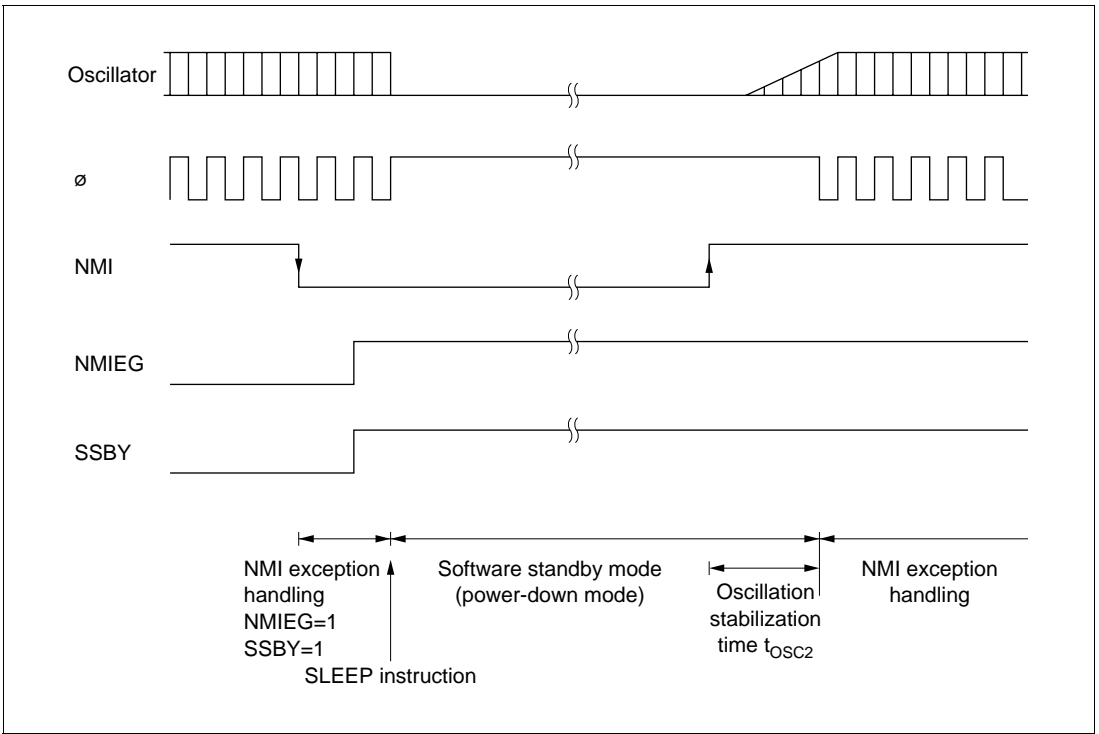 Oscillator
ø
NMI
NMIEG
SSBY
NMI exception
handling
NMIEG=1
SSBY=1
SLEEP instruction
Software standby mode
(power-down mode)
Oscillation
stabilization
time tOSC2
NMI exception
handling